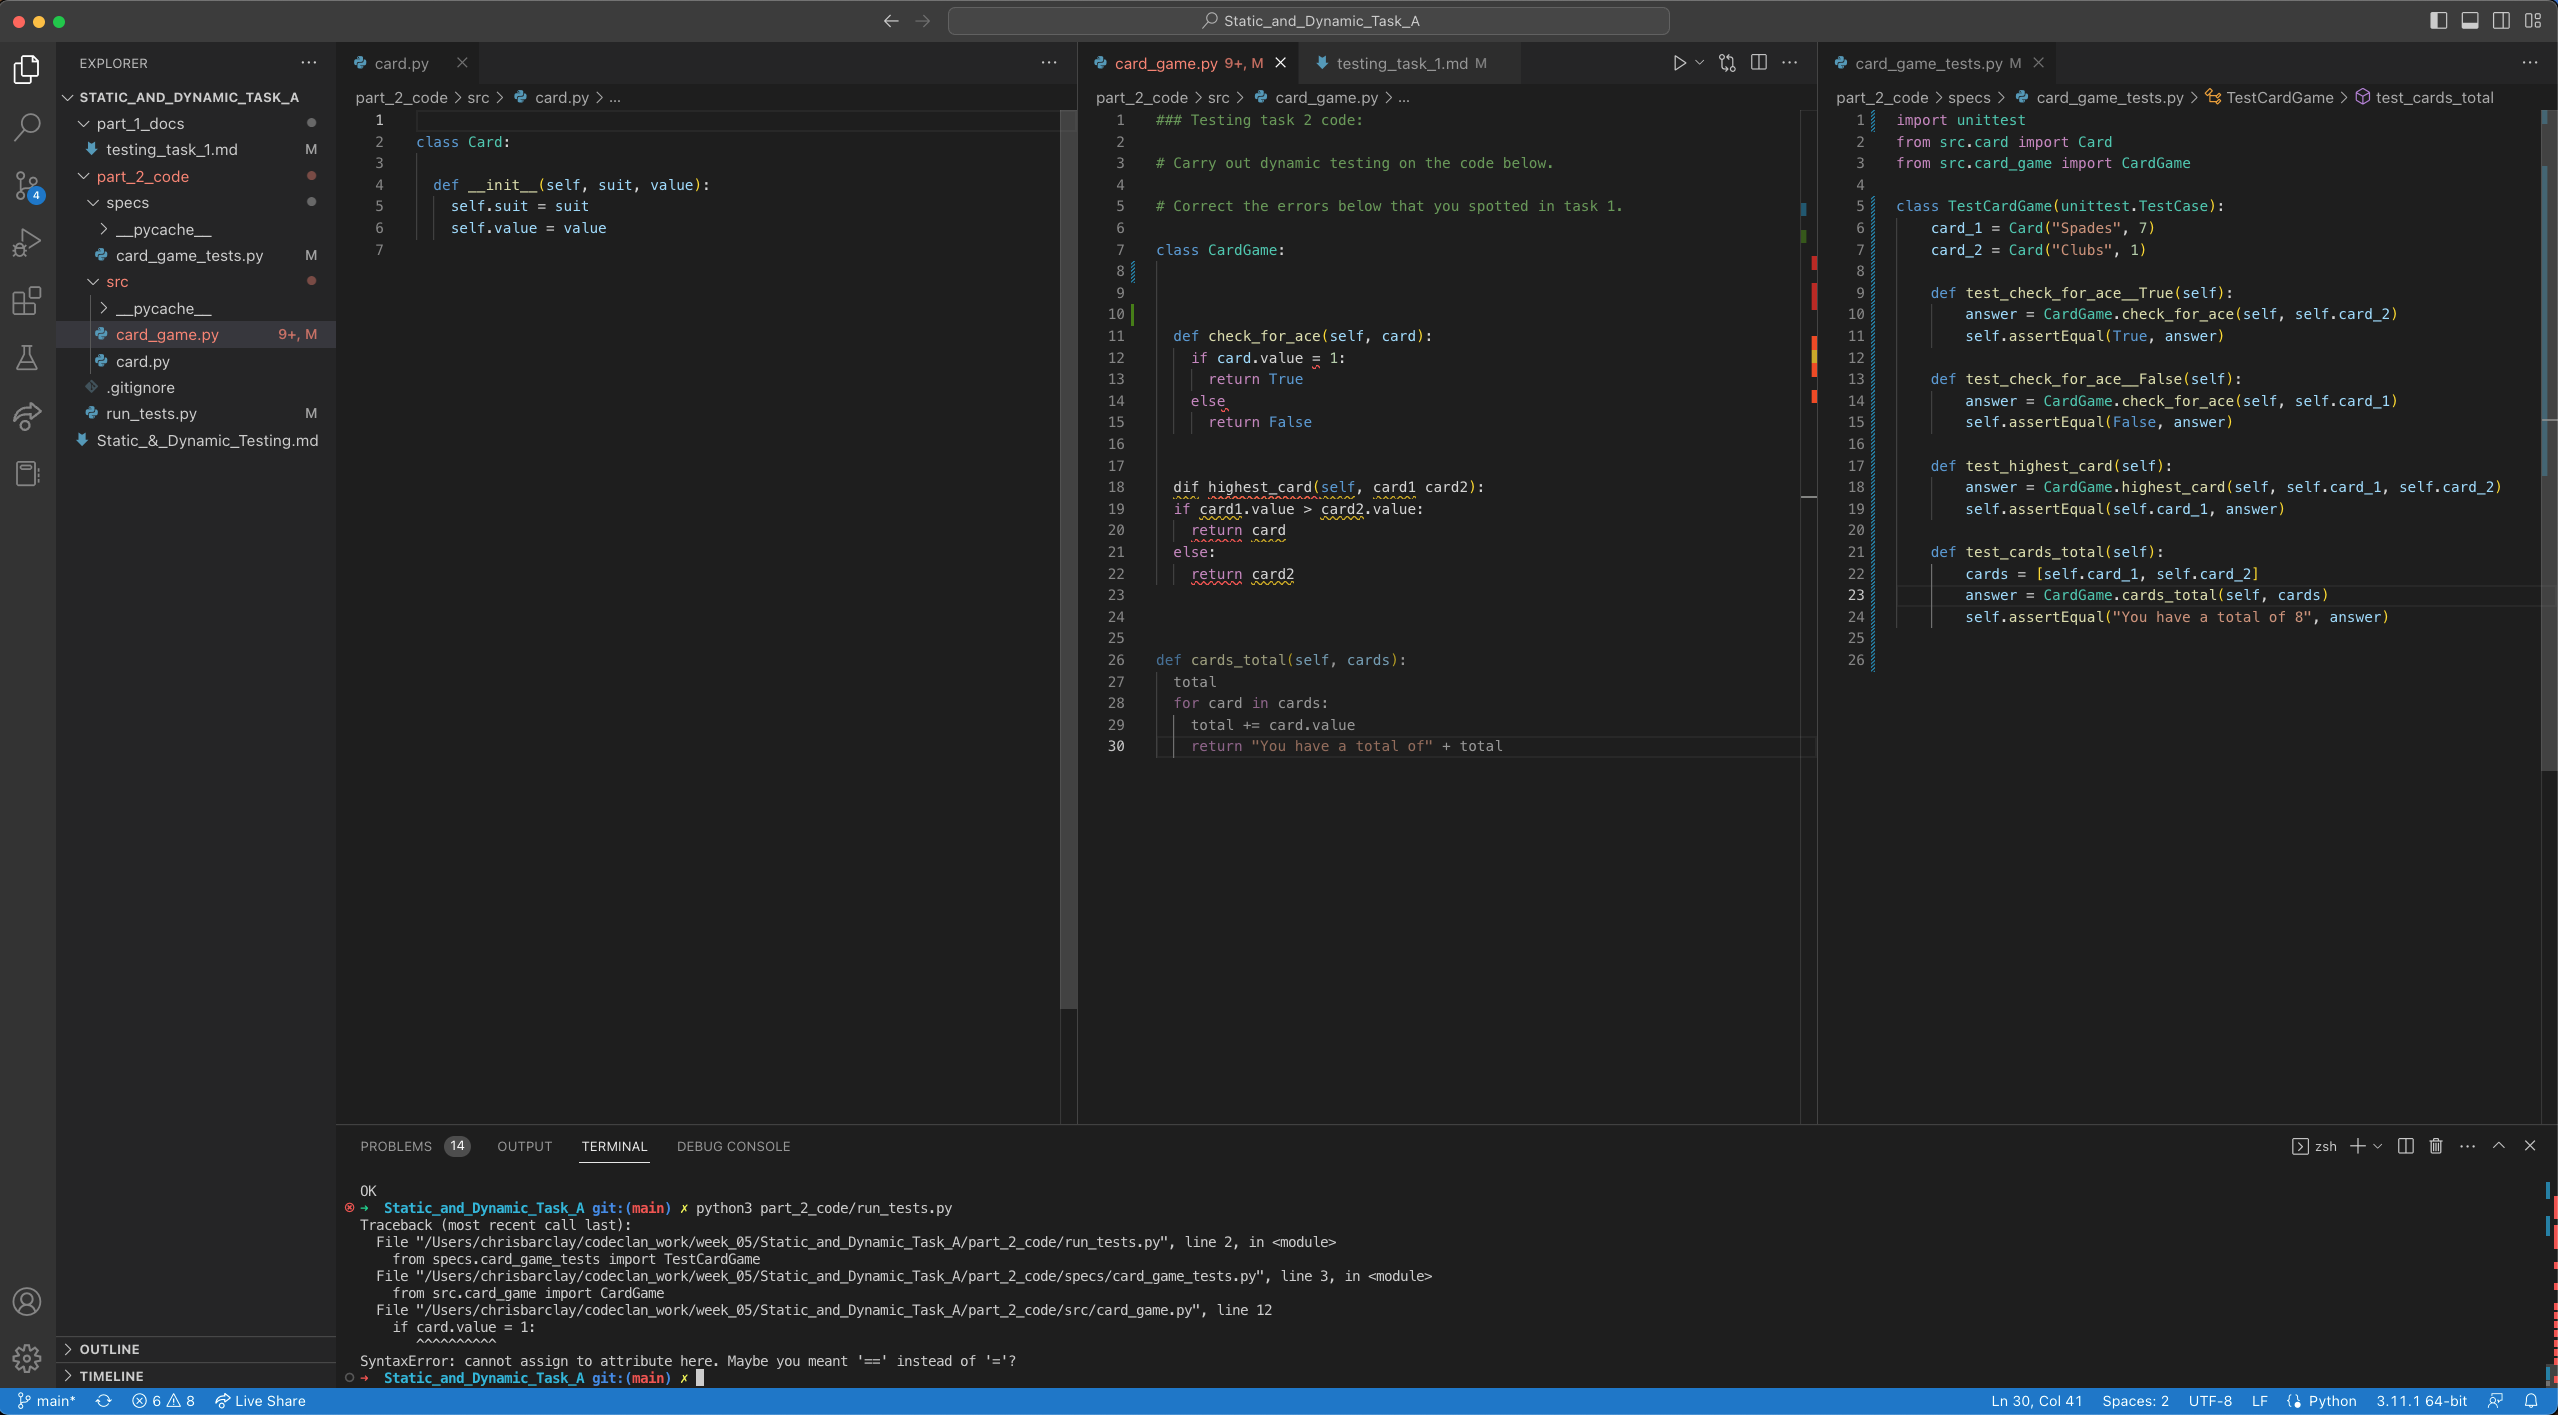 Static_and_Dynamic_Task_A
EXPLORER
STATIC_AND_DYNAMIC_TASK_A
part_1_docs
testing_task_1.md M
part_2_code
specs
__pycache__
card_game_tests.py M
src
__pycache__
card_game.py 9+, M
card.py
.gitignore
run_tests.py M
Static_&_Dynamic_Testing.md
OUTLINE
TIMELINE
4
card.py
part_2_code > src > card.py > ...
1
2 class Card:
3
4 def __init__(self, suit, value):
5 self.suit = suit
6 self.value = value
7
card_game.py 9+, M
testing_task_1.md M
part_2_code > src > card_game.py > ...
1 ### Testing task 2 code:
2
3 # Carry out dynamic testing on the code below.
4
5 # Correct the errors below that you spotted in task 1.
6
7 class CardGame:
8
9
10
11 def check_for_ace(self, card):
12 if card.value = 1:
13 return True
14 else
15 return False
16
17
18 dif highest_card(self, card1 card2):
19 if card1.value > card2.value:
20 return card
21 else:
22 return card2
23
24
25
26 def cards_total(self, cards):
27 total
28 for card in cards:
29 total += card.value
30 return "You have a total of" + total
card_game_tests.py M
part_2_code > specs > card_game_tests.py > TestCardGame > test_cards_total
1 import unittest
2 from src.card import Card
3 from src.card_game import CardGame
4
5 class TestCardGame(unittest.TestCase):
6 card_1 = Card("Spades", 7)
7 card_2 = Card("Clubs", 1)
8
9 def test_check_for_ace__True(self):
10 answer = CardGame.check_for_ace(self, self.card_2)
11 self.assertEqual(True, answer)
12
13 def test_check_for_ace__False(self):
14 answer = CardGame.check_for_ace(self, self.card_1)
15 self.assertEqual(False, answer)
16
17 def test_highest_card(self):
18 answer = CardGame.highest_card(self, self.card_1, self.card_2)
19 self.assertEqual(self.card_1, answer)
20
21 def test_cards_total(self):
22 cards = [self.card_1, self.card_2]
23 answer = CardGame.cards_total(self, cards)
24 self.assertEqual("You have a total of 8", answer)
25
26
PROBLEMS 14 OUTPUT TERMINAL DEBUG CONSOLE
zsh
OK
➜ Static_and_Dynamic_Task_A git:(main) ✗ python3 part_2_code/run_tests.py
Traceback (most recent call last):
File "/Users/chrisbarclay/codeclan_work/week_05/Static_and_Dynamic_Task_A/part_2_code/run_tests.py", line 2, in <module>
from specs.card_game_tests import TestCardGame
File "/Users/chrisbarclay/codeclan_work/week_05/Static_and_Dynamic_Task_A/part_2_code/specs/card_game_tests.py", line 3, in <module>
from src.card_game import CardGame
File "/Users/chrisbarclay/codeclan_work/week_05/Static_and_Dynamic_Task_A/part_2_code/src/card_game.py", line 12
if card.value = 1:
^^^^^^^^^^
SyntaxError: cannot assign to attribute here. Maybe you meant '==' instead of '='?
➜ Static_and_Dynamic_Task_A git:(main) ✗
main* 6 8 Live Share
Ln 30, Col 41 Spaces: 2 UTF-8 LF Python 3.11.1 64-bit